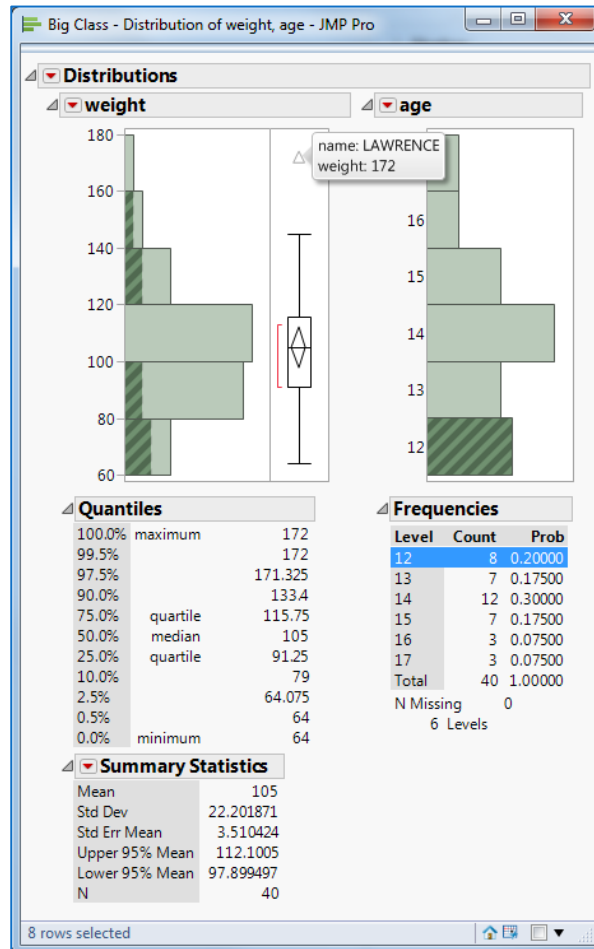 Big Class - Distribution of weight, age - JMP Pro
Distributions
weight
180
160
140
120
100
80
60
name: LAWRENCE
weight: 172
Quantiles
100.0% maximum 172
99.5% 172
97.5% 171.325
90.0% 133.4
75.0% quartile 115.75
50.0% median 105
25.0% quartile 91.25
10.0% 79
2.5% 64.075
0.5% 64
0.0% minimum 64
Summary Statistics
Mean 105
Std Dev 22.201871
Std Err Mean 3.510424
Upper 95% Mean 112.1005
Lower 95% Mean 97.899497
N 40
age
16
15
14
13
12
Frequencies
Level Count Prob
12 8 0.20000
13 7 0.17500
14 12 0.30000
15 7 0.17500
16 3 0.07500
17 3 0.07500
Total 40 1.00000
N Missing 0
6 Levels
8 rows selected